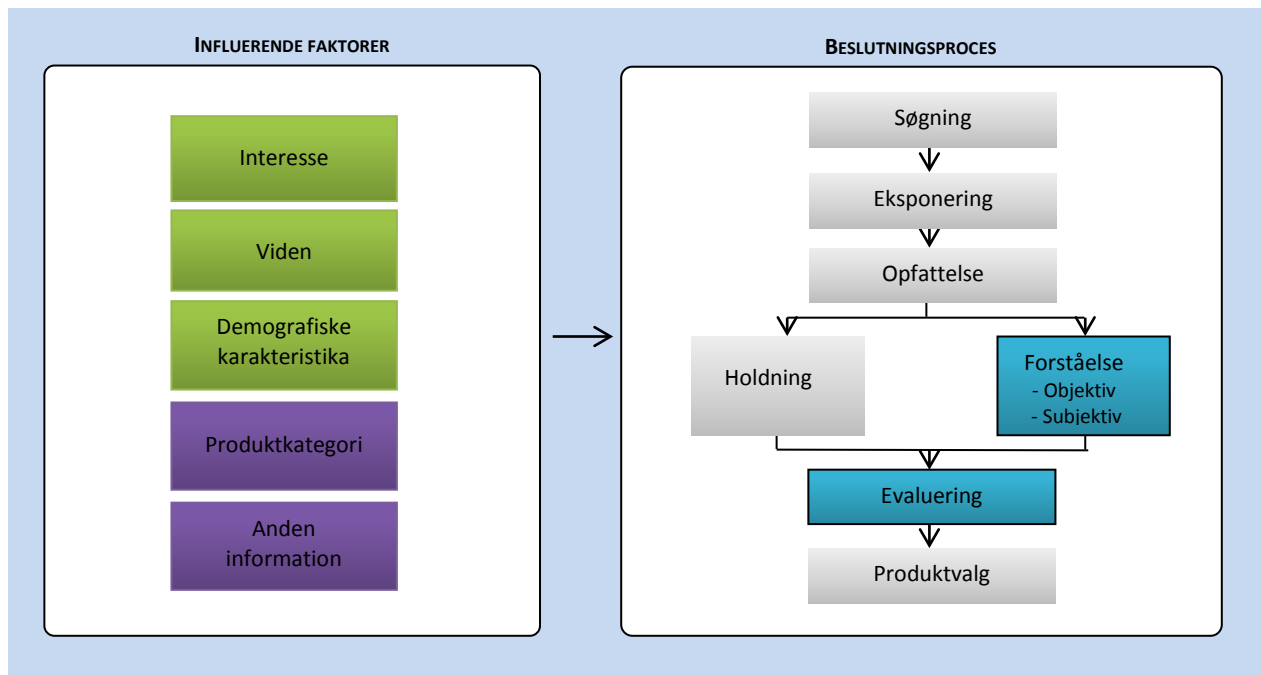 INFLUERENDE FAKTORER
Interesse
Viden
Demografiske
karakteristika
Produktkategori
Anden
information
BESLUTNINGSPROCES
Søgning
Eksponering
Opfattelse
Holdning
Forståelse
- Objektiv
- Subjektiv
Evaluering
Produktvalg